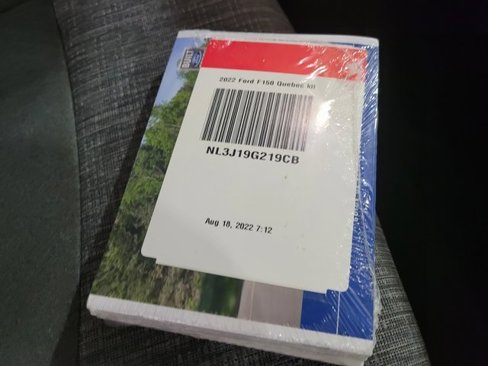 2022 Ford F150 Quebec kit
NL3J19G219CB
Aug 18, 2022 7:12